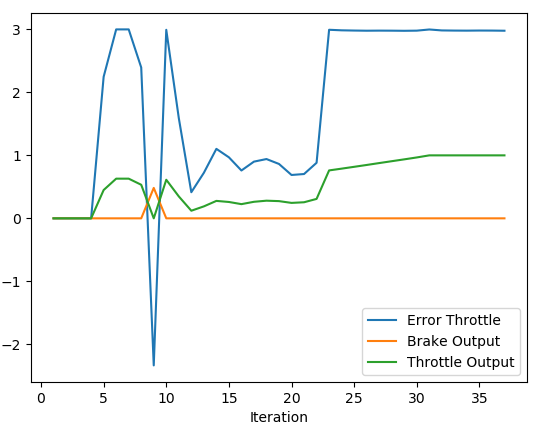 3
2
1
0
−1
−2
0 5 10 15 20 25 30 35
Iteration
Error Throttle
Brake Output
Throttle Output